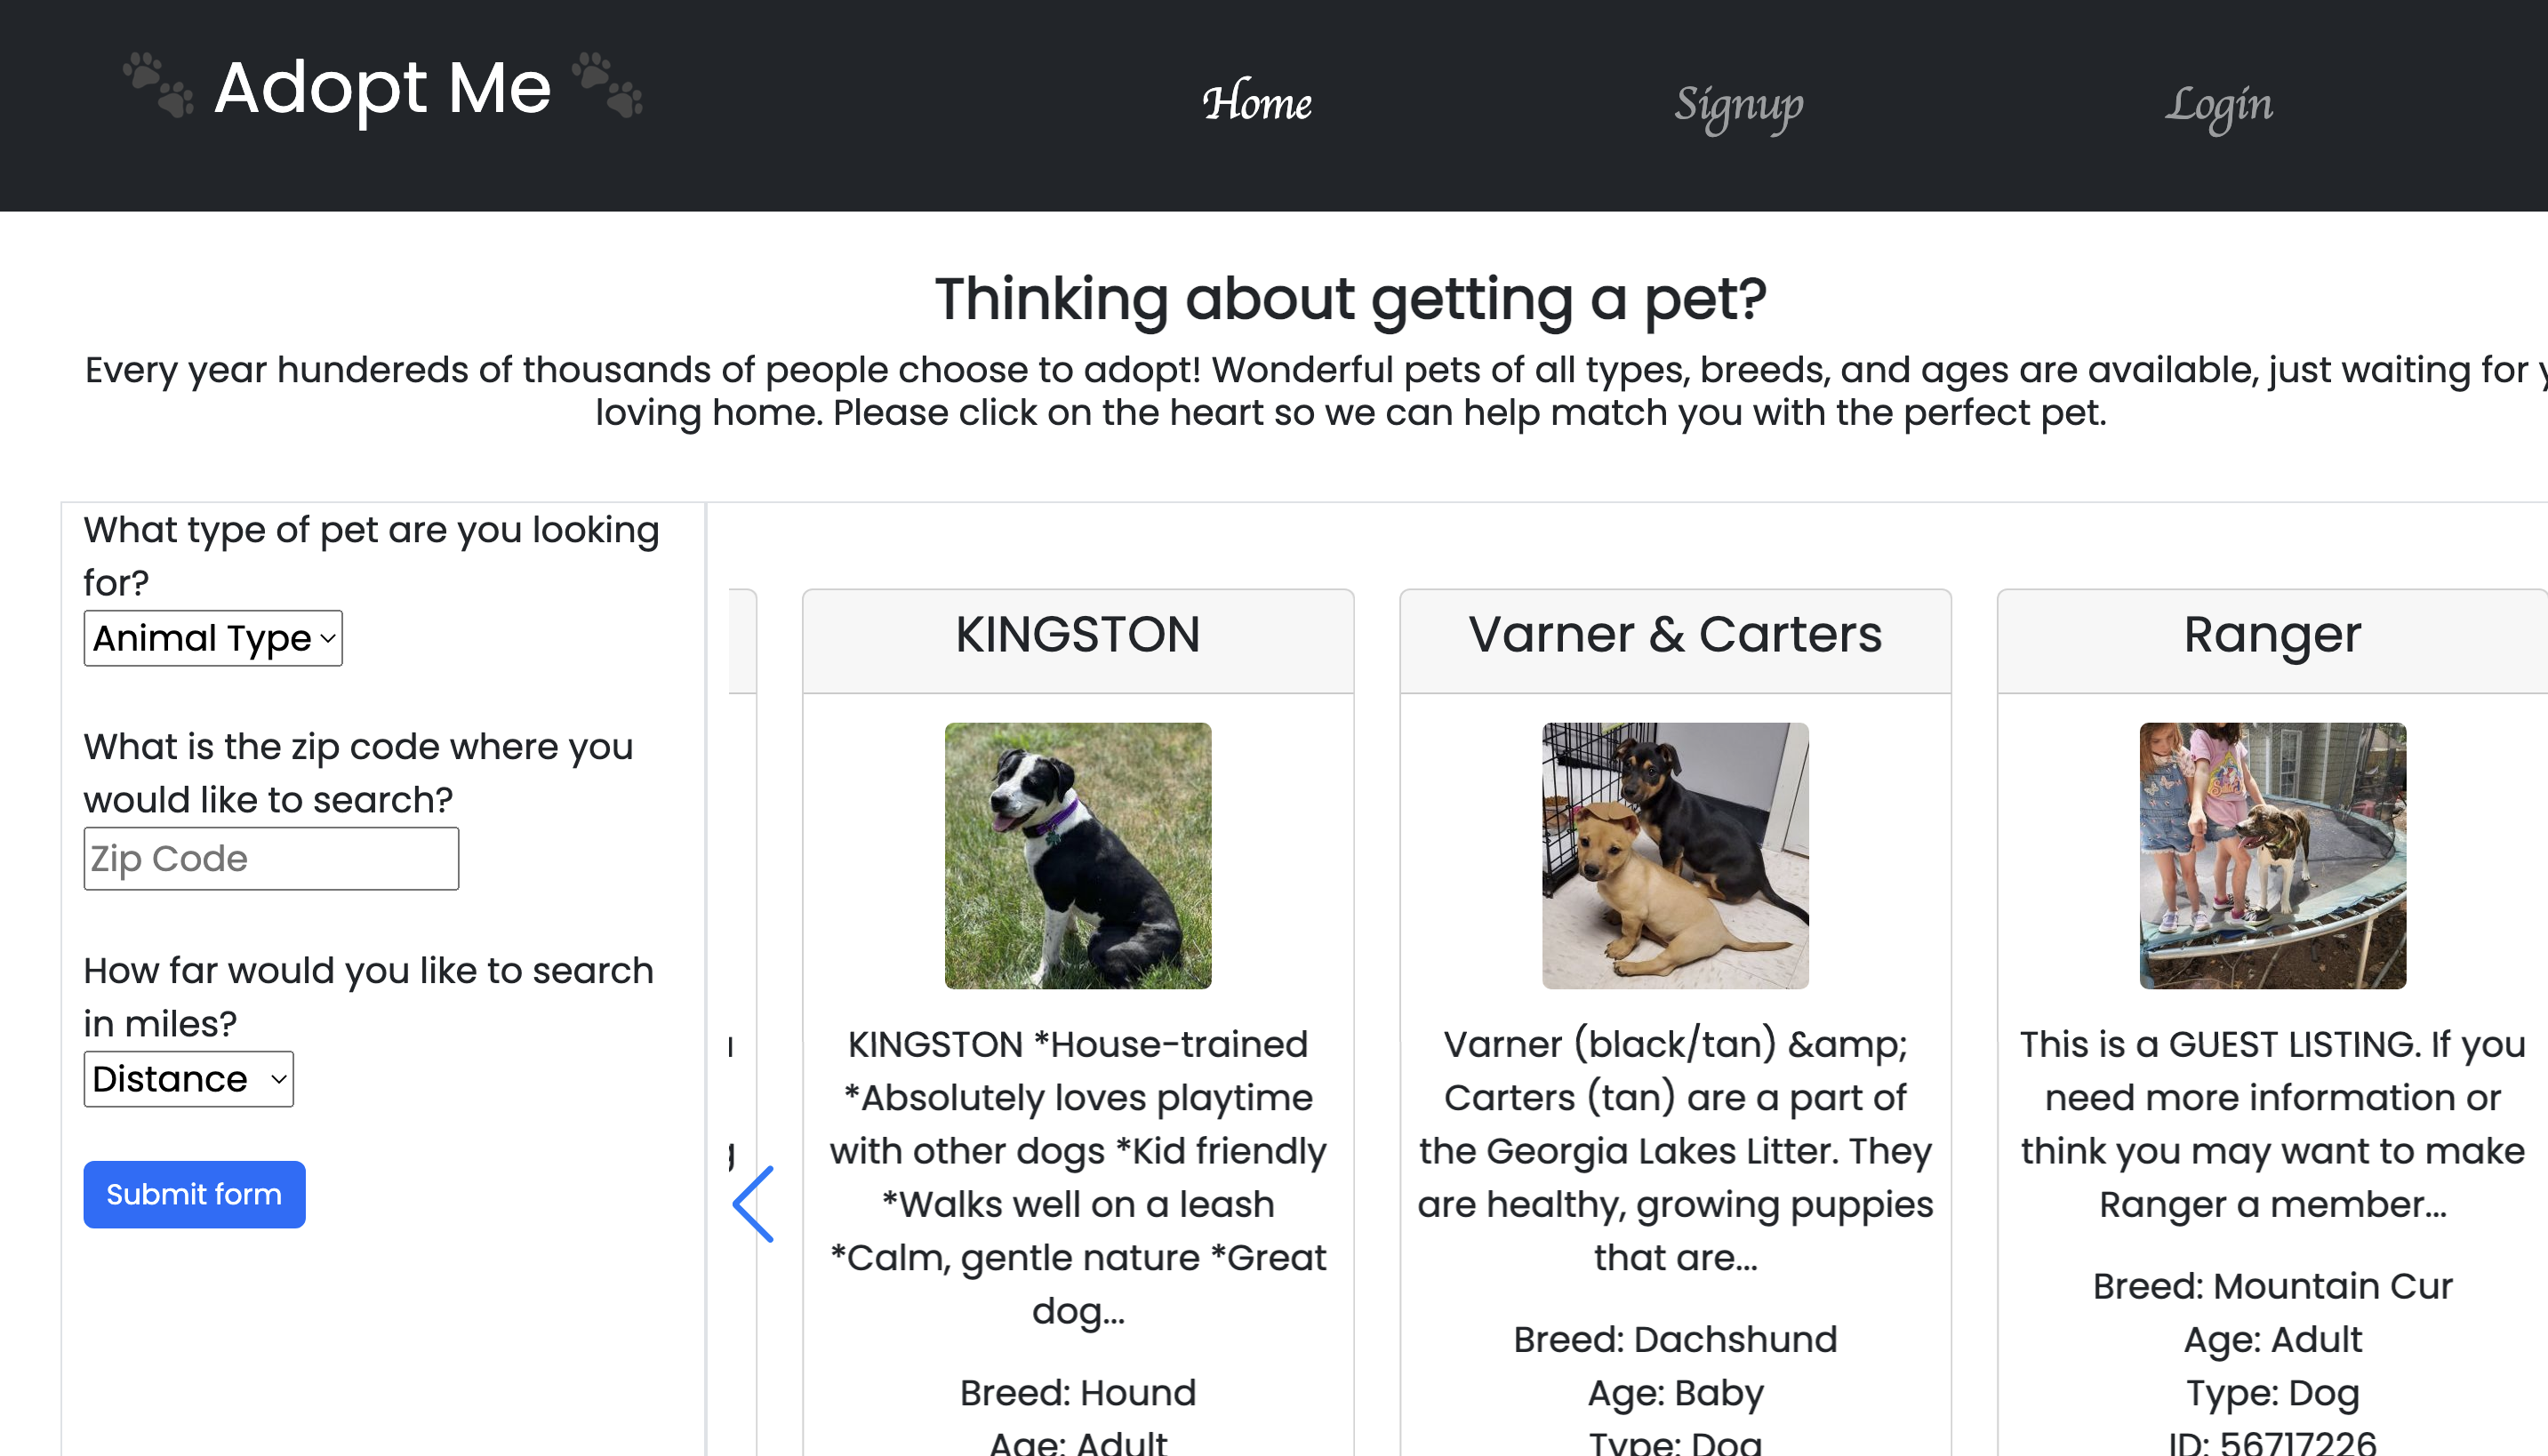 Adopt Me
Home
Signup
Login
Thinking about getting a pet?
Every year hundereds of thousands of people choose to adopt! Wonderful pets of all types, breeds, and ages are available, just waiting for
loving home. Please click on the heart so we can help match you with the perfect pet.
What type of pet are you looking
for?
Animal Type
What is the zip code where you
would like to search?
Zip Code
How far would you like to search
in miles?
Distance
Submit form
KINGSTON
KINGSTON *House-trained
*Absolutely loves playtime
with other dogs *Kid friendly
*Walks well on a leash
*Calm, gentle nature *Great
dog...
Breed: Hound
Age: Adult
Varner & Carters
Varner (black/tan) &amp;
Carters (tan) are a part of
the Georgia Lakes Litter. They
are healthy, growing puppies
that are...
Breed: Dachshund
Age: Baby
Type: Dog
Ranger
This is a GUEST LISTING. If you
need more information or
think you may want to make
Ranger a member...
Breed: Mountain Cur
Age: Adult
Type: Dog
ID: 56717226